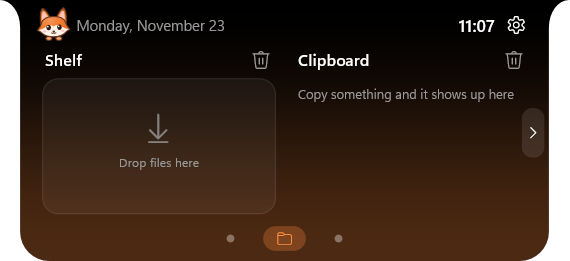 Monday, November 23
11:07
Shelf
Clipboard
Copy something and it shows up here
Drop files here